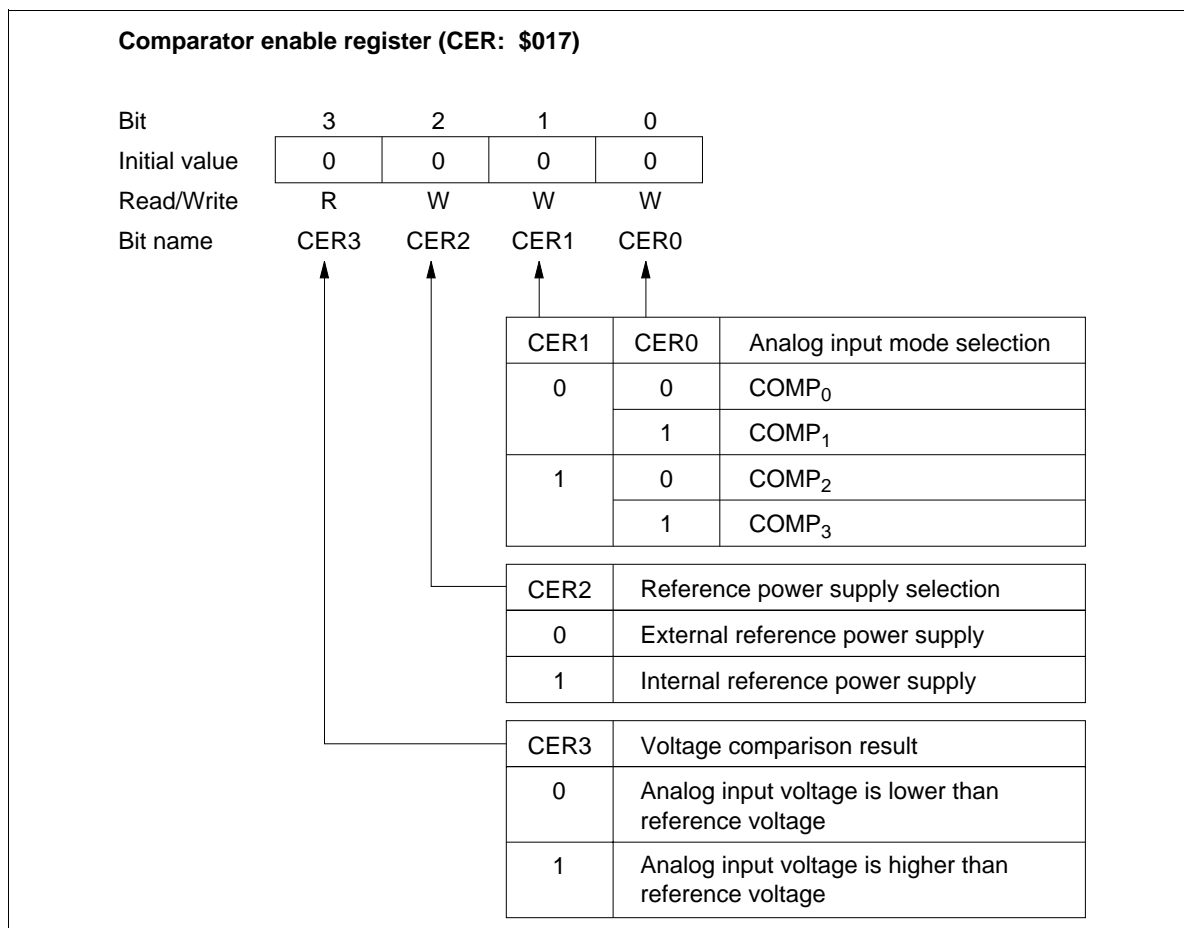 Comparator enable register (CER: $017)
Bit 3 2 1 0
Initial value 0 0 0 0
Read/Write R W W W
Bit name CER3 CER2 CER1 CER0
CER1 CER0 Analog input mode selection
0 0 COMP₀
1 COMP₁
1 0 COMP₂
1 COMP₃
CER2 Reference power supply selection
0 External reference power supply
1 Internal reference power supply
CER3 Voltage comparison result
0 Analog input voltage is lower than
reference voltage
1 Analog input voltage is higher than
reference voltage